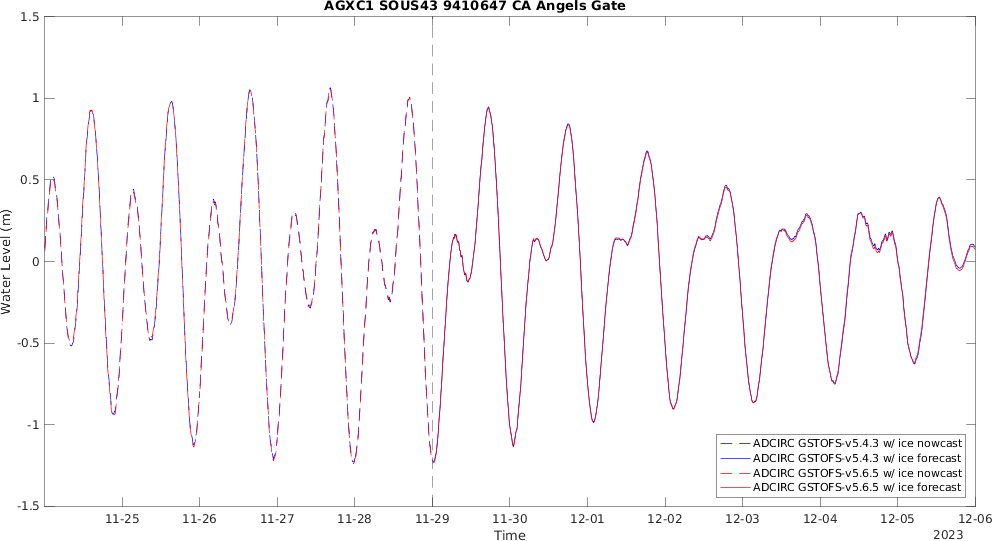 AGXC1 SOUS43 9410647 CA Angels Gate
1.5
1
0.5
0
-0.5
-1
-1.5
Water Level (m)
ADCIRC GSTOFS-v5.4.3 w/ ice nowcast
ADCIRC GSTOFS-v5.4.3 w/ ice forecast
ADCIRC GSTOFS-v5.6.5 w/ ice nowcast
ADCIRC GSTOFS-v5.6.5 w/ ice forecast
11-25 11-26 11-27 11-28 11-29 11-30 12-01 12-02 12-03 12-04 12-05 12-06
Time
2023